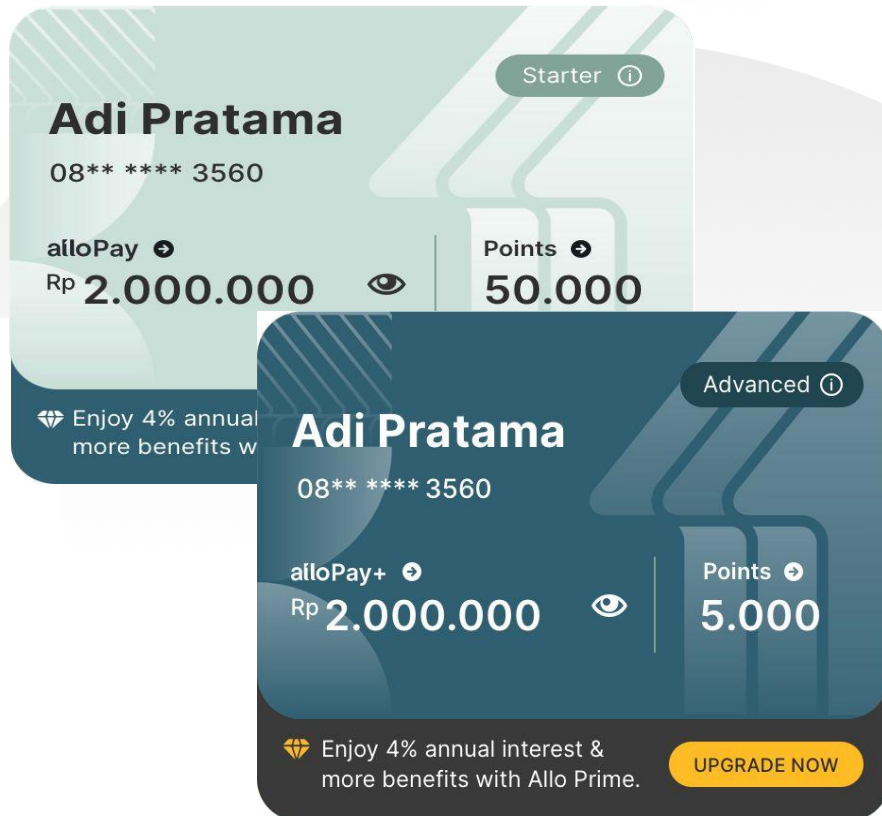 Starter
Adi Pratama
08** **** 3560
alloPay
Points
Rp 2.000.000
50.000
Enjoy 4% annual
more benefits w
Advanced
Adi Pratama
08** **** 3560
alloPay+
Points
Rp 2.000.000
5.000
Enjoy 4% annual interest &
more benefits with Allo Prime.
UPGRADE NOW